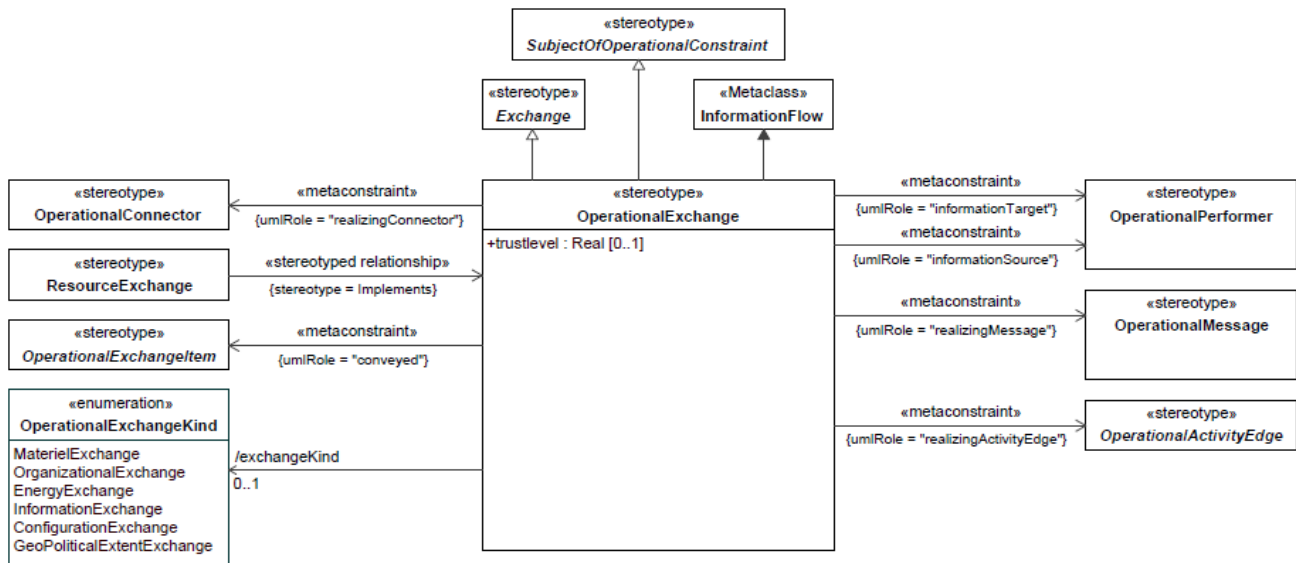 «stereotype»
SubjectOfOperationalConstraint
«stereotype»
Exchange
«Metaclass»
InformationFlow
«stereotype»
OperationalConnector
«metaconstraint»
{umlRole = "realizingConnector"}
«stereotype»
OperationalExchange
+trustlevel : Real [0..1]
«metaconstraint»
{umlRole = "informationTarget"}
«metaconstraint»
{umlRole = "informationSource"}
«stereotype»
OperationalPerformer
«stereotype»
ResourceExchange
«stereotyped relationship»
{stereotype = Implements}
«metaconstraint»
{umlRole = "realizingMessage"}
«stereotype»
OperationalMessage
«stereotype»
OperationalExchangeItem
«metaconstraint»
{umlRole = "conveyed"}
«metaconstraint»
{umlRole = "realizingActivityEdge"}
«stereotype»
OperationalActivityEdge
«enumeration»
OperationalExchangeKind
MaterielExchange
OrganizationalExchange
EnergyExchange
InformationExchange
ConfigurationExchange
GeoPoliticalExtentExchange
/exchangeKind
0..1